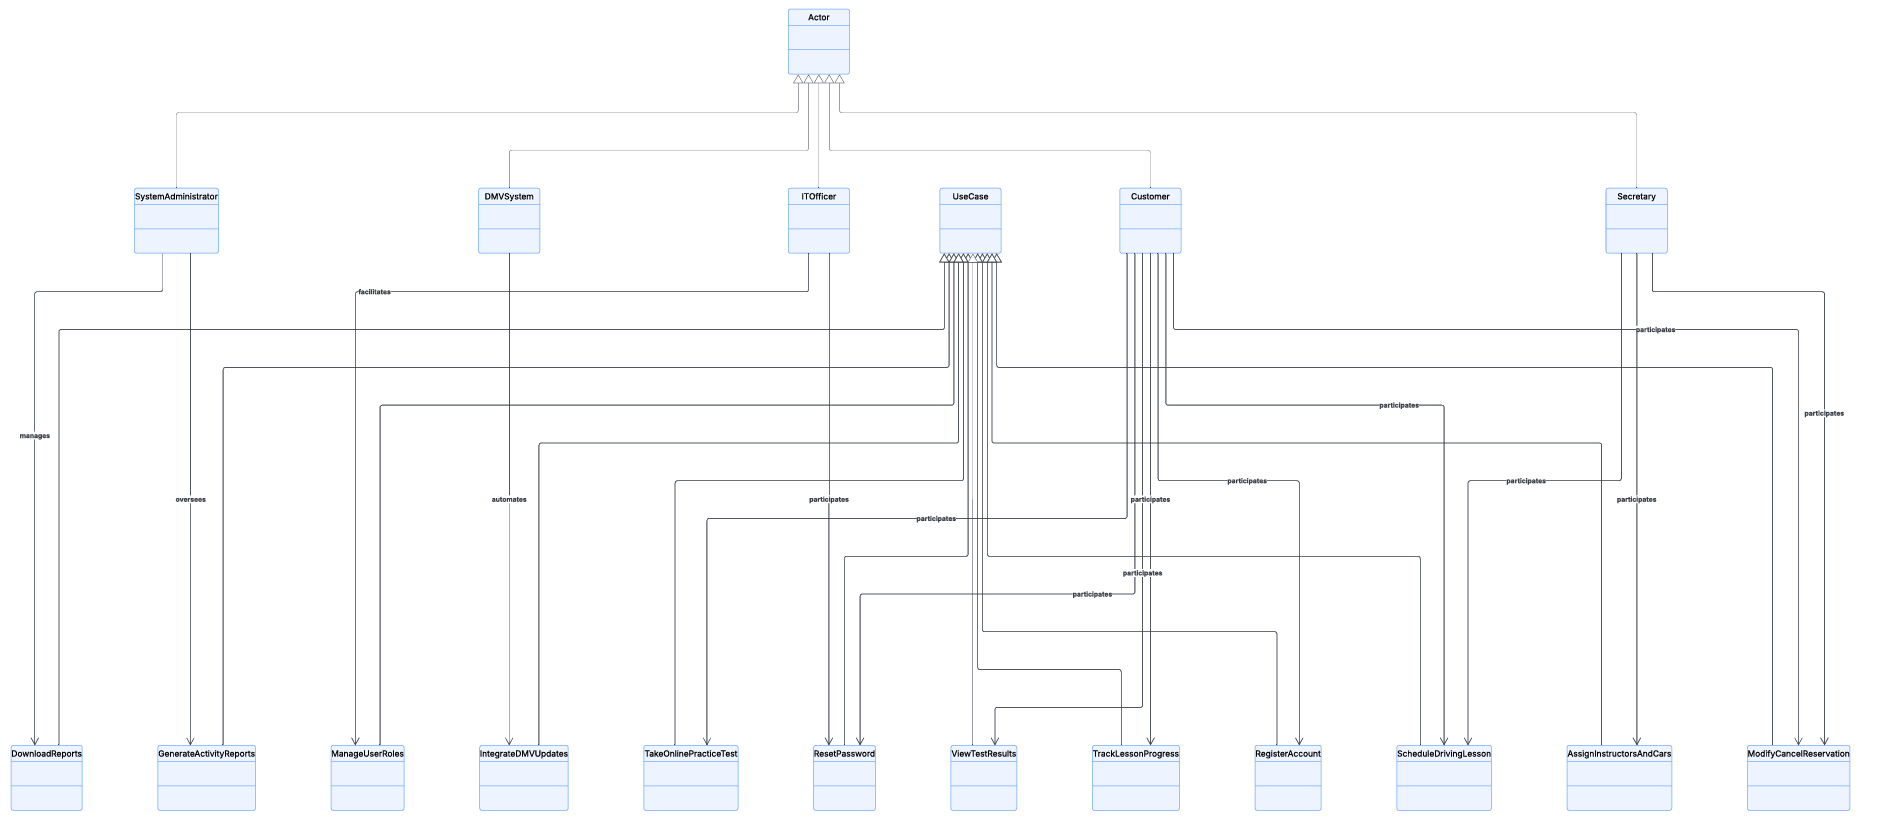 Actor
SystemAdministrator
DMVSystem
ITOfficer
UseCase
Customer
Secretary
facilitates
participates
participates
participates
manages
participates
participates
oversees
automates
participates
participates
participates
participates
participates
participates
DownloadReports
GenerateActivityReports
ManageUserRoles
IntegrateDMVUpdates
TakeOnlinePracticeTest
ResetPassword
ViewTestResults
TrackLessonProgress
RegisterAccount
ScheduleDrivingLesson
AssignInstructorsAndCars
ModifyCancelReservation